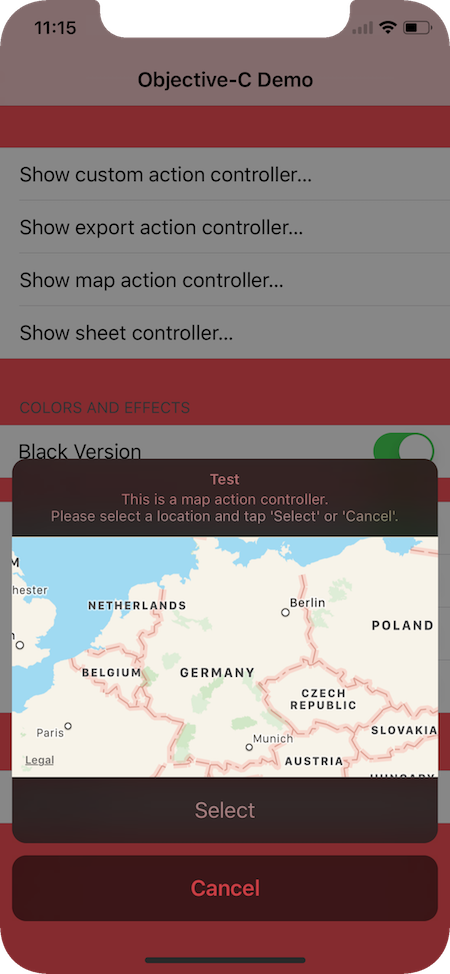 11:15
Objective-C Demo
Show custom action controller...
Show export action controller...
Show map action controller...
Show sheet controller...
COLORS AND EFFECTS
Black Version
Test
This is a map action controller.
Please select a location and tap 'Select' or 'Cancel'.
M
hester
NETHERLANDS
Berlin
POLAND
n
BELGIUM
GERMANY
CZECH
REPUBLIC
Paris
Munich
SLOVAKIA
Legal
AUSTRIA
HUNGARY
Select
Cancel